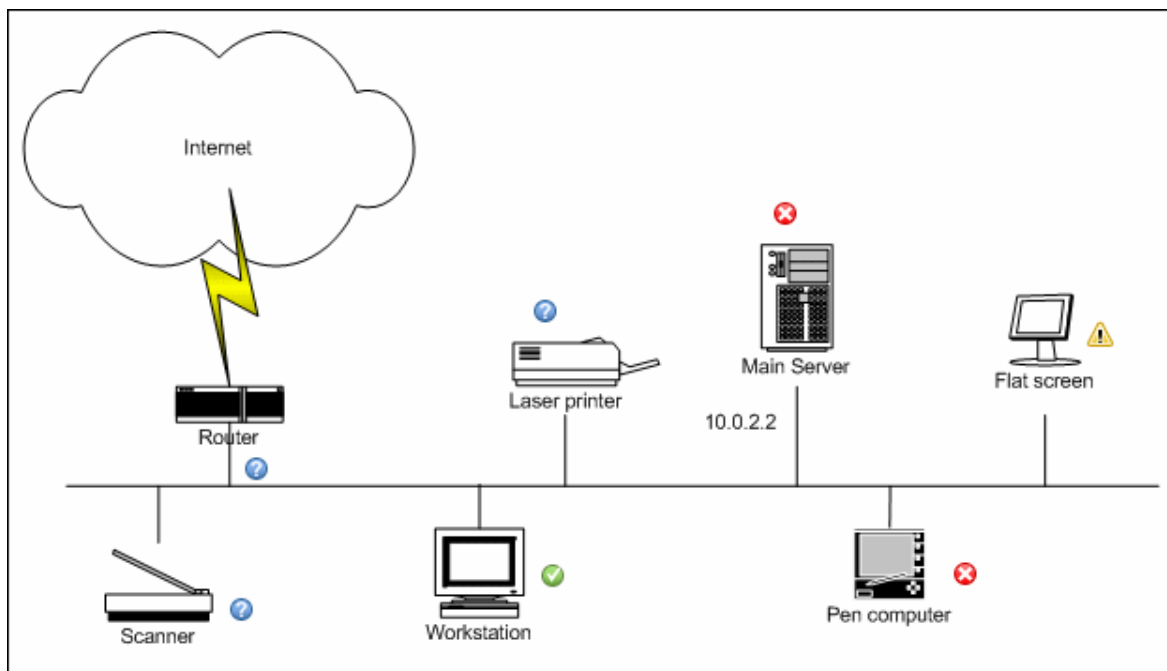 Internet
Main Server
Flat screen
Laser printer
10.0.2.2
Router
Scanner
Workstation
Pen computer